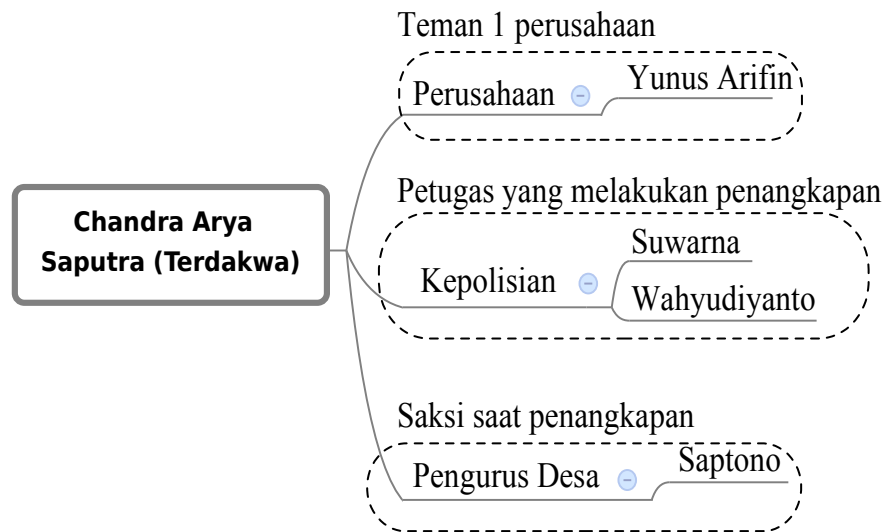 Teman 1 perusahaan
Perusahaan
Yunus Arifin
Chandra Arya
Saputra (Terdakwa)
Petugas yang melakukan penangkapan
Kepolisian
Suwarna
Wahyudiyanto
Saksi saat penangkapan
Pengurus Desa
Saptono